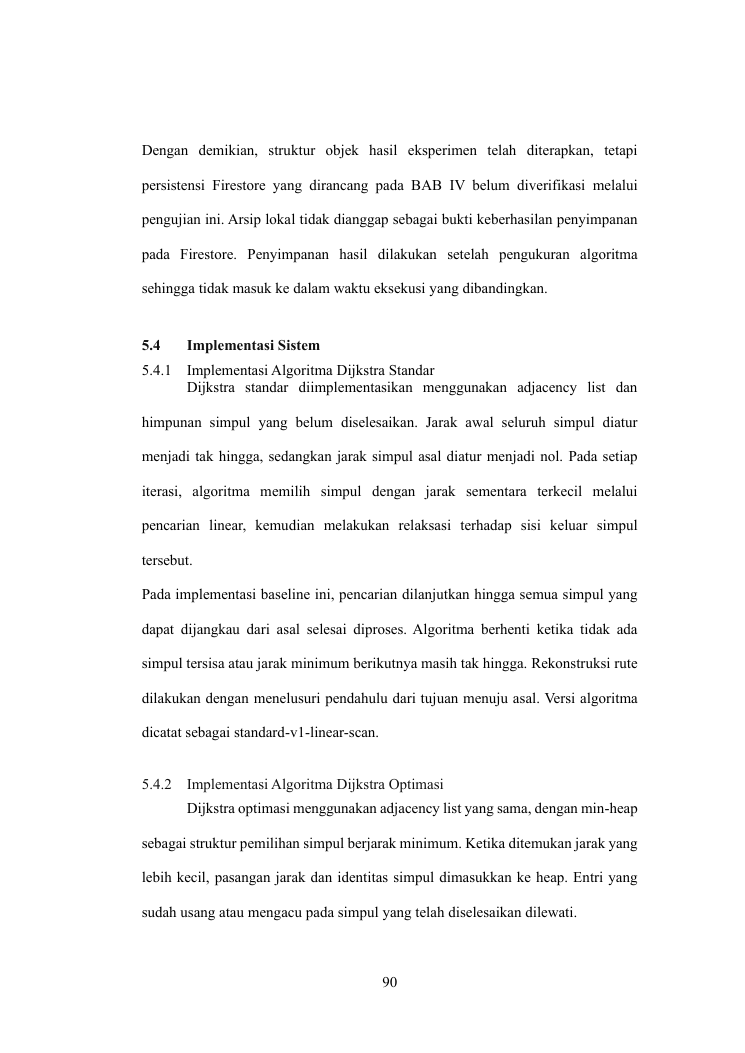 Dengan demikian, struktur objek hasil eksperimen telah diterapkan, tetapi
persistensi Firestore yang dirancang pada BAB IV belum diverifikasi melalui
pengujian ini. Arsip lokal tidak dianggap sebagai bukti keberhasilan penyimpanan
pada Firestore. Penyimpanan hasil dilakukan setelah pengukuran algoritma
sehingga tidak masuk ke dalam waktu eksekusi yang dibandingkan.
5.4 Implementasi Sistem
5.4.1 Implementasi Algoritma Dijkstra Standar
Dijkstra standar diimplementasikan menggunakan adjacency list dan
himpunan simpul yang belum diselesaikan. Jarak awal seluruh simpul diatur
menjadi tak hingga, sedangkan jarak simpul asal diatur menjadi nol. Pada setiap
iterasi, algoritma memilih simpul dengan jarak sementara terkecil melalui
pencarian linear, kemudian melakukan relaksasi terhadap sisi keluar simpul
tersebut.
Pada implementasi baseline ini, pencarian dilanjutkan hingga semua simpul yang
dapat dijangkau dari asal selesai diproses. Algoritma berhenti ketika tidak ada
simpul tersisa atau jarak minimum berikutnya masih tak hingga. Rekonstruksi rute
dilakukan dengan menelusuri pendahulu dari tujuan menuju asal. Versi algoritma
dicatat sebagai standard-v1-linear-scan.
5.4.2 Implementasi Algoritma Dijkstra Optimasi
Dijkstra optimasi menggunakan adjacency list yang sama, dengan min-heap
sebagai struktur pemilihan simpul berjarak minimum. Ketika ditemukan jarak yang
lebih kecil, pasangan jarak dan identitas simpul dimasukkan ke heap. Entri yang
sudah usang atau mengacu pada simpul yang telah diselesaikan dilewati.
90